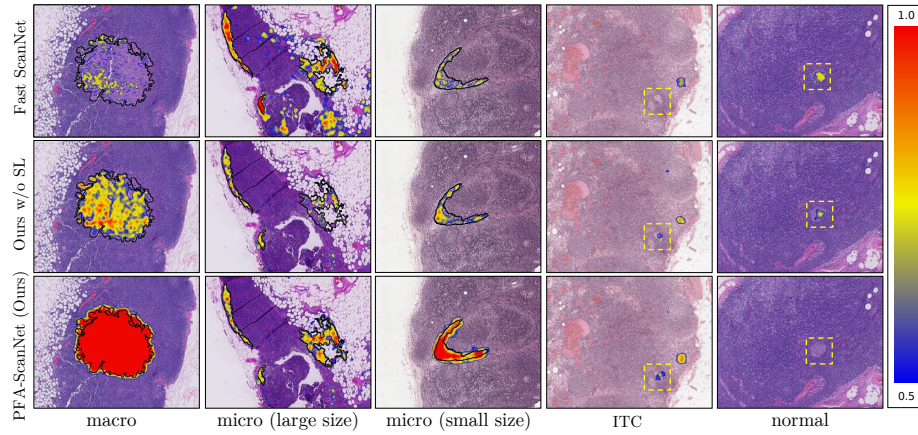 1.0
Fast ScanNet
Ours w/o SL
PFA-ScanNet (Ours)
0.5
macro
micro (large size)
micro (small size)
ITC
normal